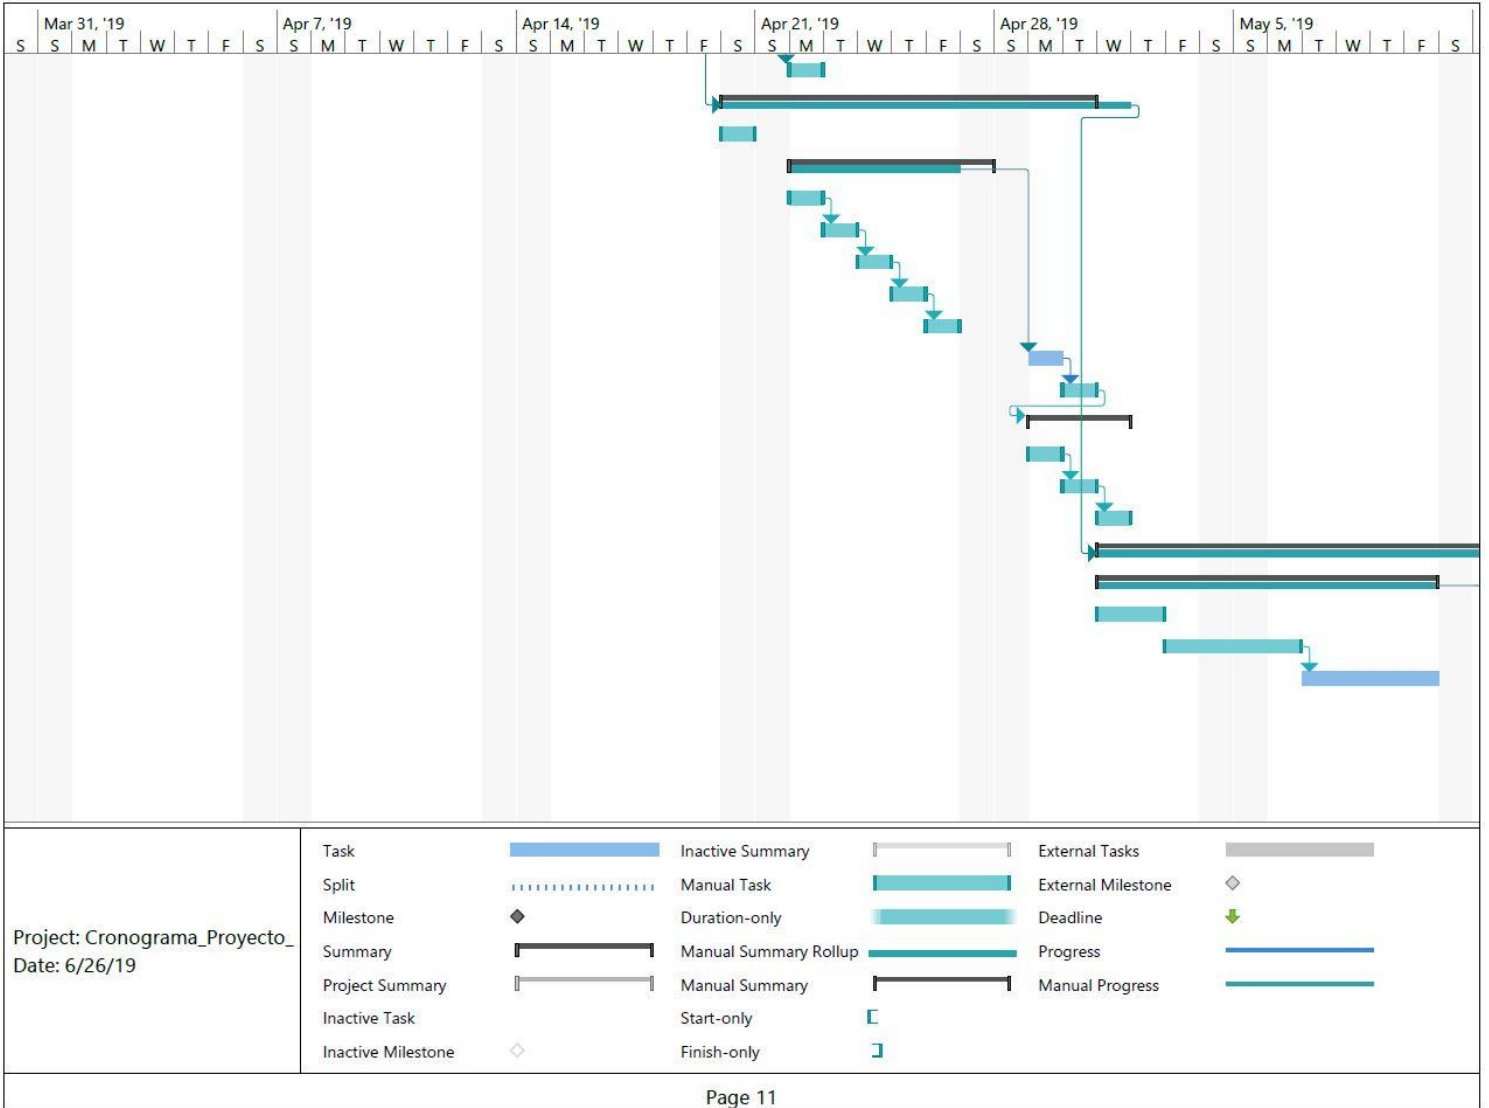 Mar 31, '19 Apr 7, '19 Apr 14, '19 Apr 21, '19 Apr 28, '19 May 5, '19
S S M T W T F S S M T W T F S S M T W T F S S M T W T F S S M T W T F S S M T W T F S
Task Inactive Summary External Tasks
Split Manual Task External Milestone
Milestone Duration-only Deadline
Summary Manual Summary Rollup Progress
Project Summary Manual Summary Manual Progress
Inactive Task Start-only
Inactive Milestone Finish-only
Project: Cronograma_Proyecto_
Date: 6/26/19
Page 11